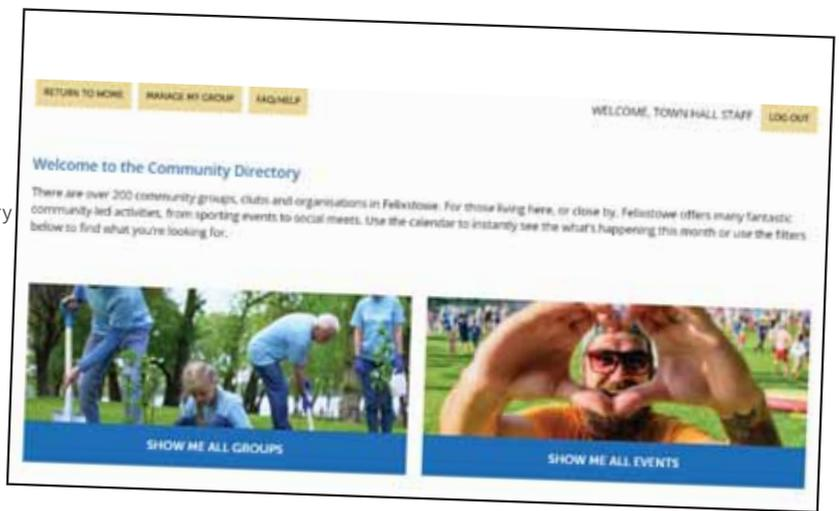 RETURN TO HOME MANAGE MY GROUP FAQ/HELP
WELCOME, TOWN HALL STAFF LOG OUT
Welcome to the Community Directory
There are over 200 community groups, clubs and organisations in Felixstowe. For those living here, or close by, Felixstowe offers many fantastic
community-led activities, from sporting events to social meets. Use the calendar to instantly see the what's happening this month or use the filters
below to find what you're looking for.
SHOW ME ALL GROUPS
SHOW ME ALL EVENTS